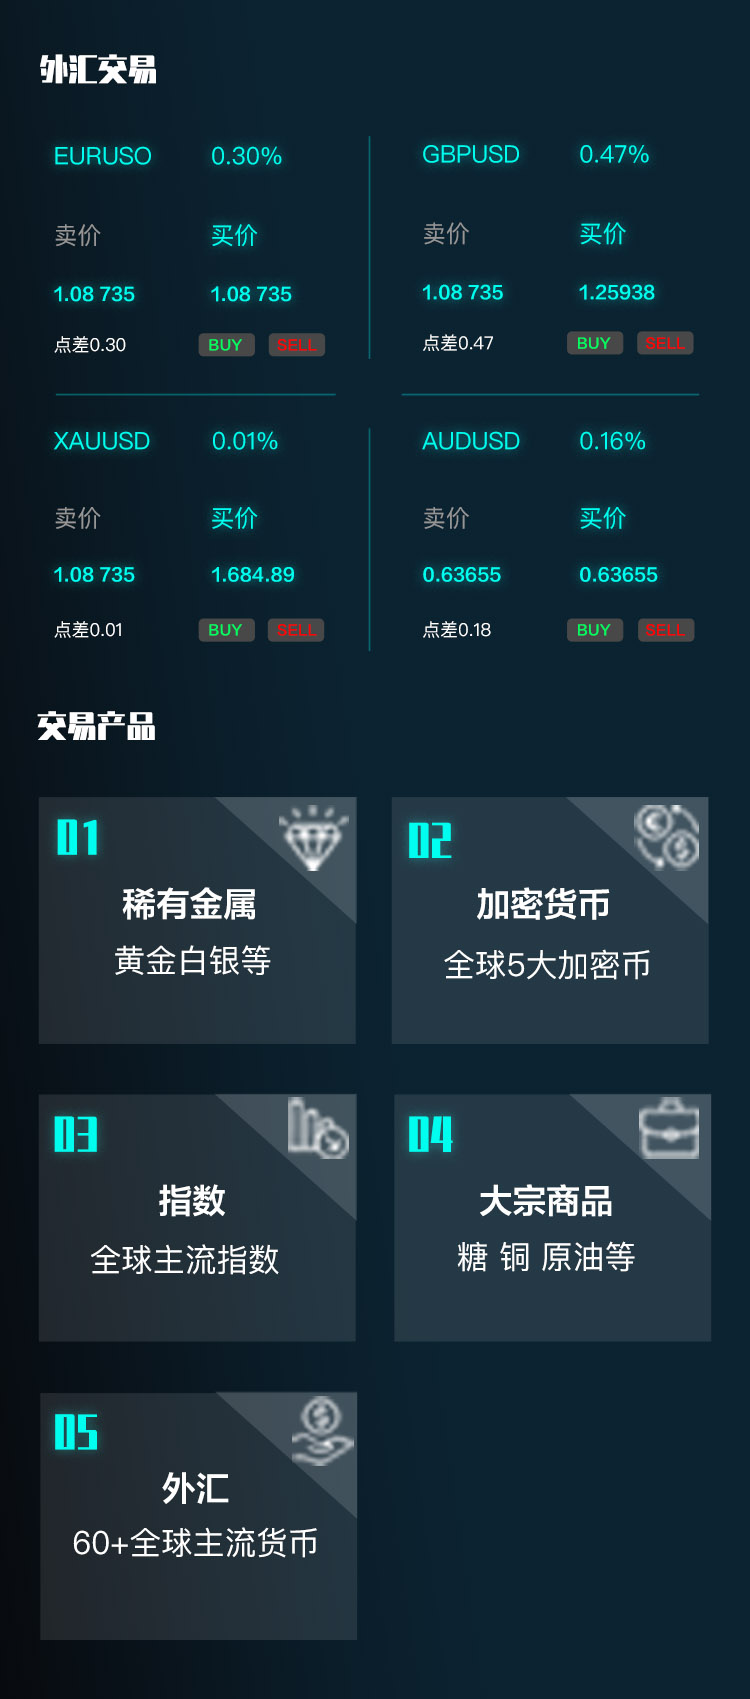 外汇交易
EURUSO 0.30%
卖价 买价
1.08 735 1.08 735
点差0.30 BUY SELL
GBPUSD 0.47%
卖价 买价
1.08 735 1.25938
点差0.47 BUY SELL
XAUUSD 0.01%
卖价 买价
1.08 735 1.684.89
点差0.01 BUY SELL
AUDUSD 0.16%
卖价 买价
0.63655 0.63655
点差0.18 BUY SELL
交易产品
01
稀有金属
黄金白银等
02
加密货币
全球5大加密币
03
指数
全球主流指数
04
大宗商品
糖 铜 原油等
05
外汇
60+全球主流货币